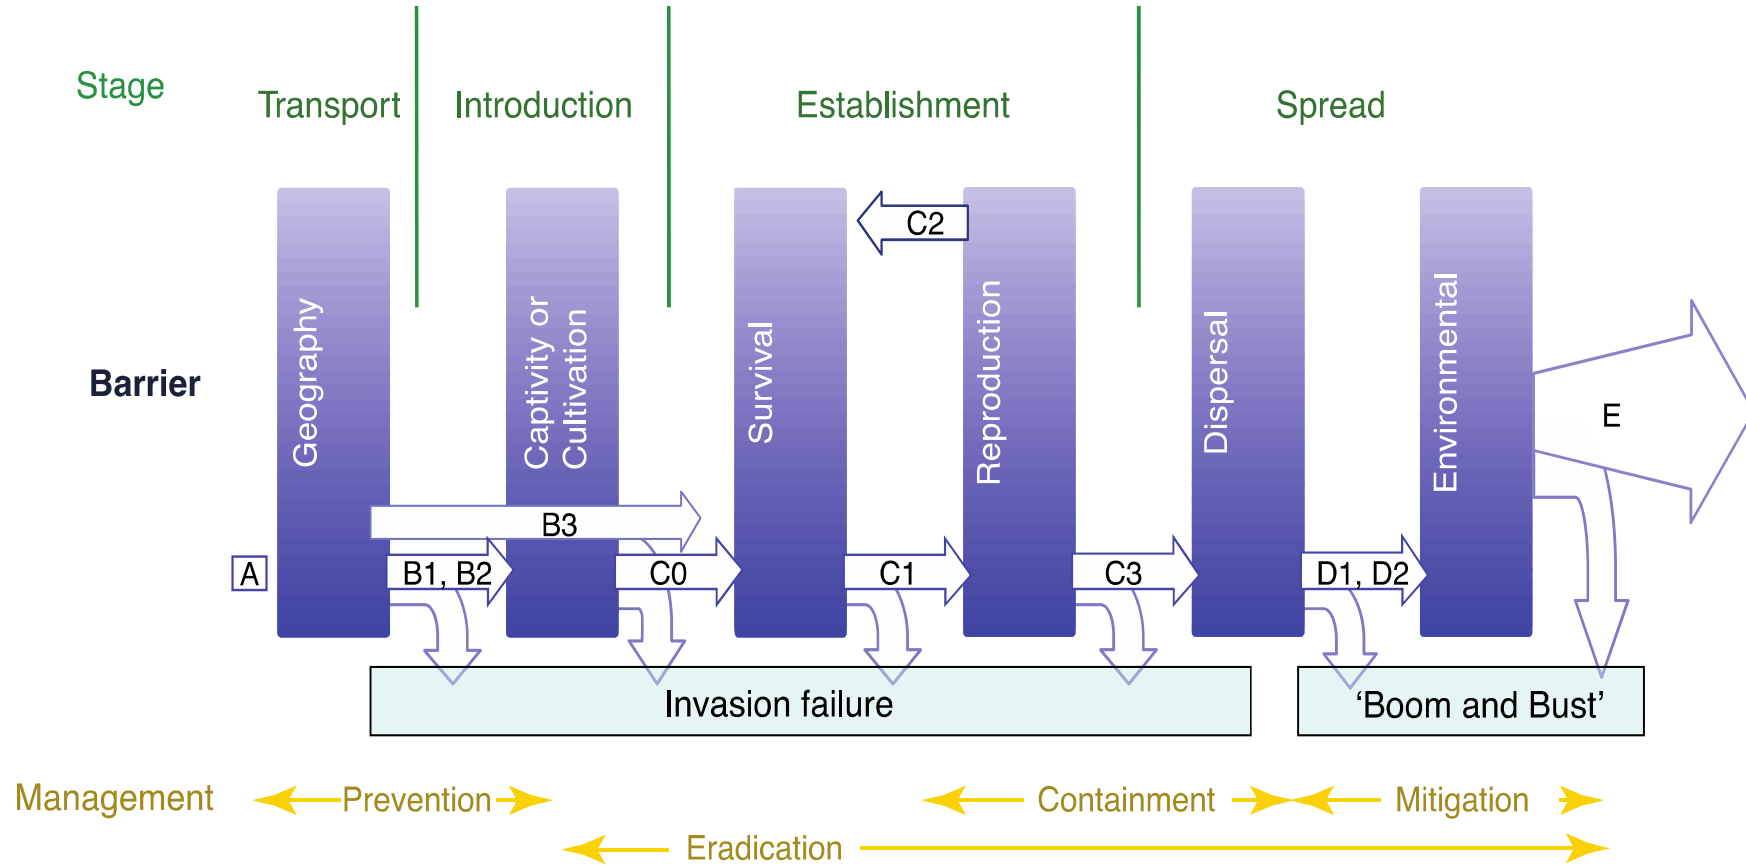 Stage
Transport
Introduction
Establishment
Spread
Barrier
Geography
Captivity or
Cultivation
Survival
Reproduction
Dispersal
Environmental
C2
E
B3
A
B1, B2
C0
C1
C3
D1, D2
Invasion failure
‘Boom and Bust’
Management
Prevention
Containment
Mitigation
Eradication